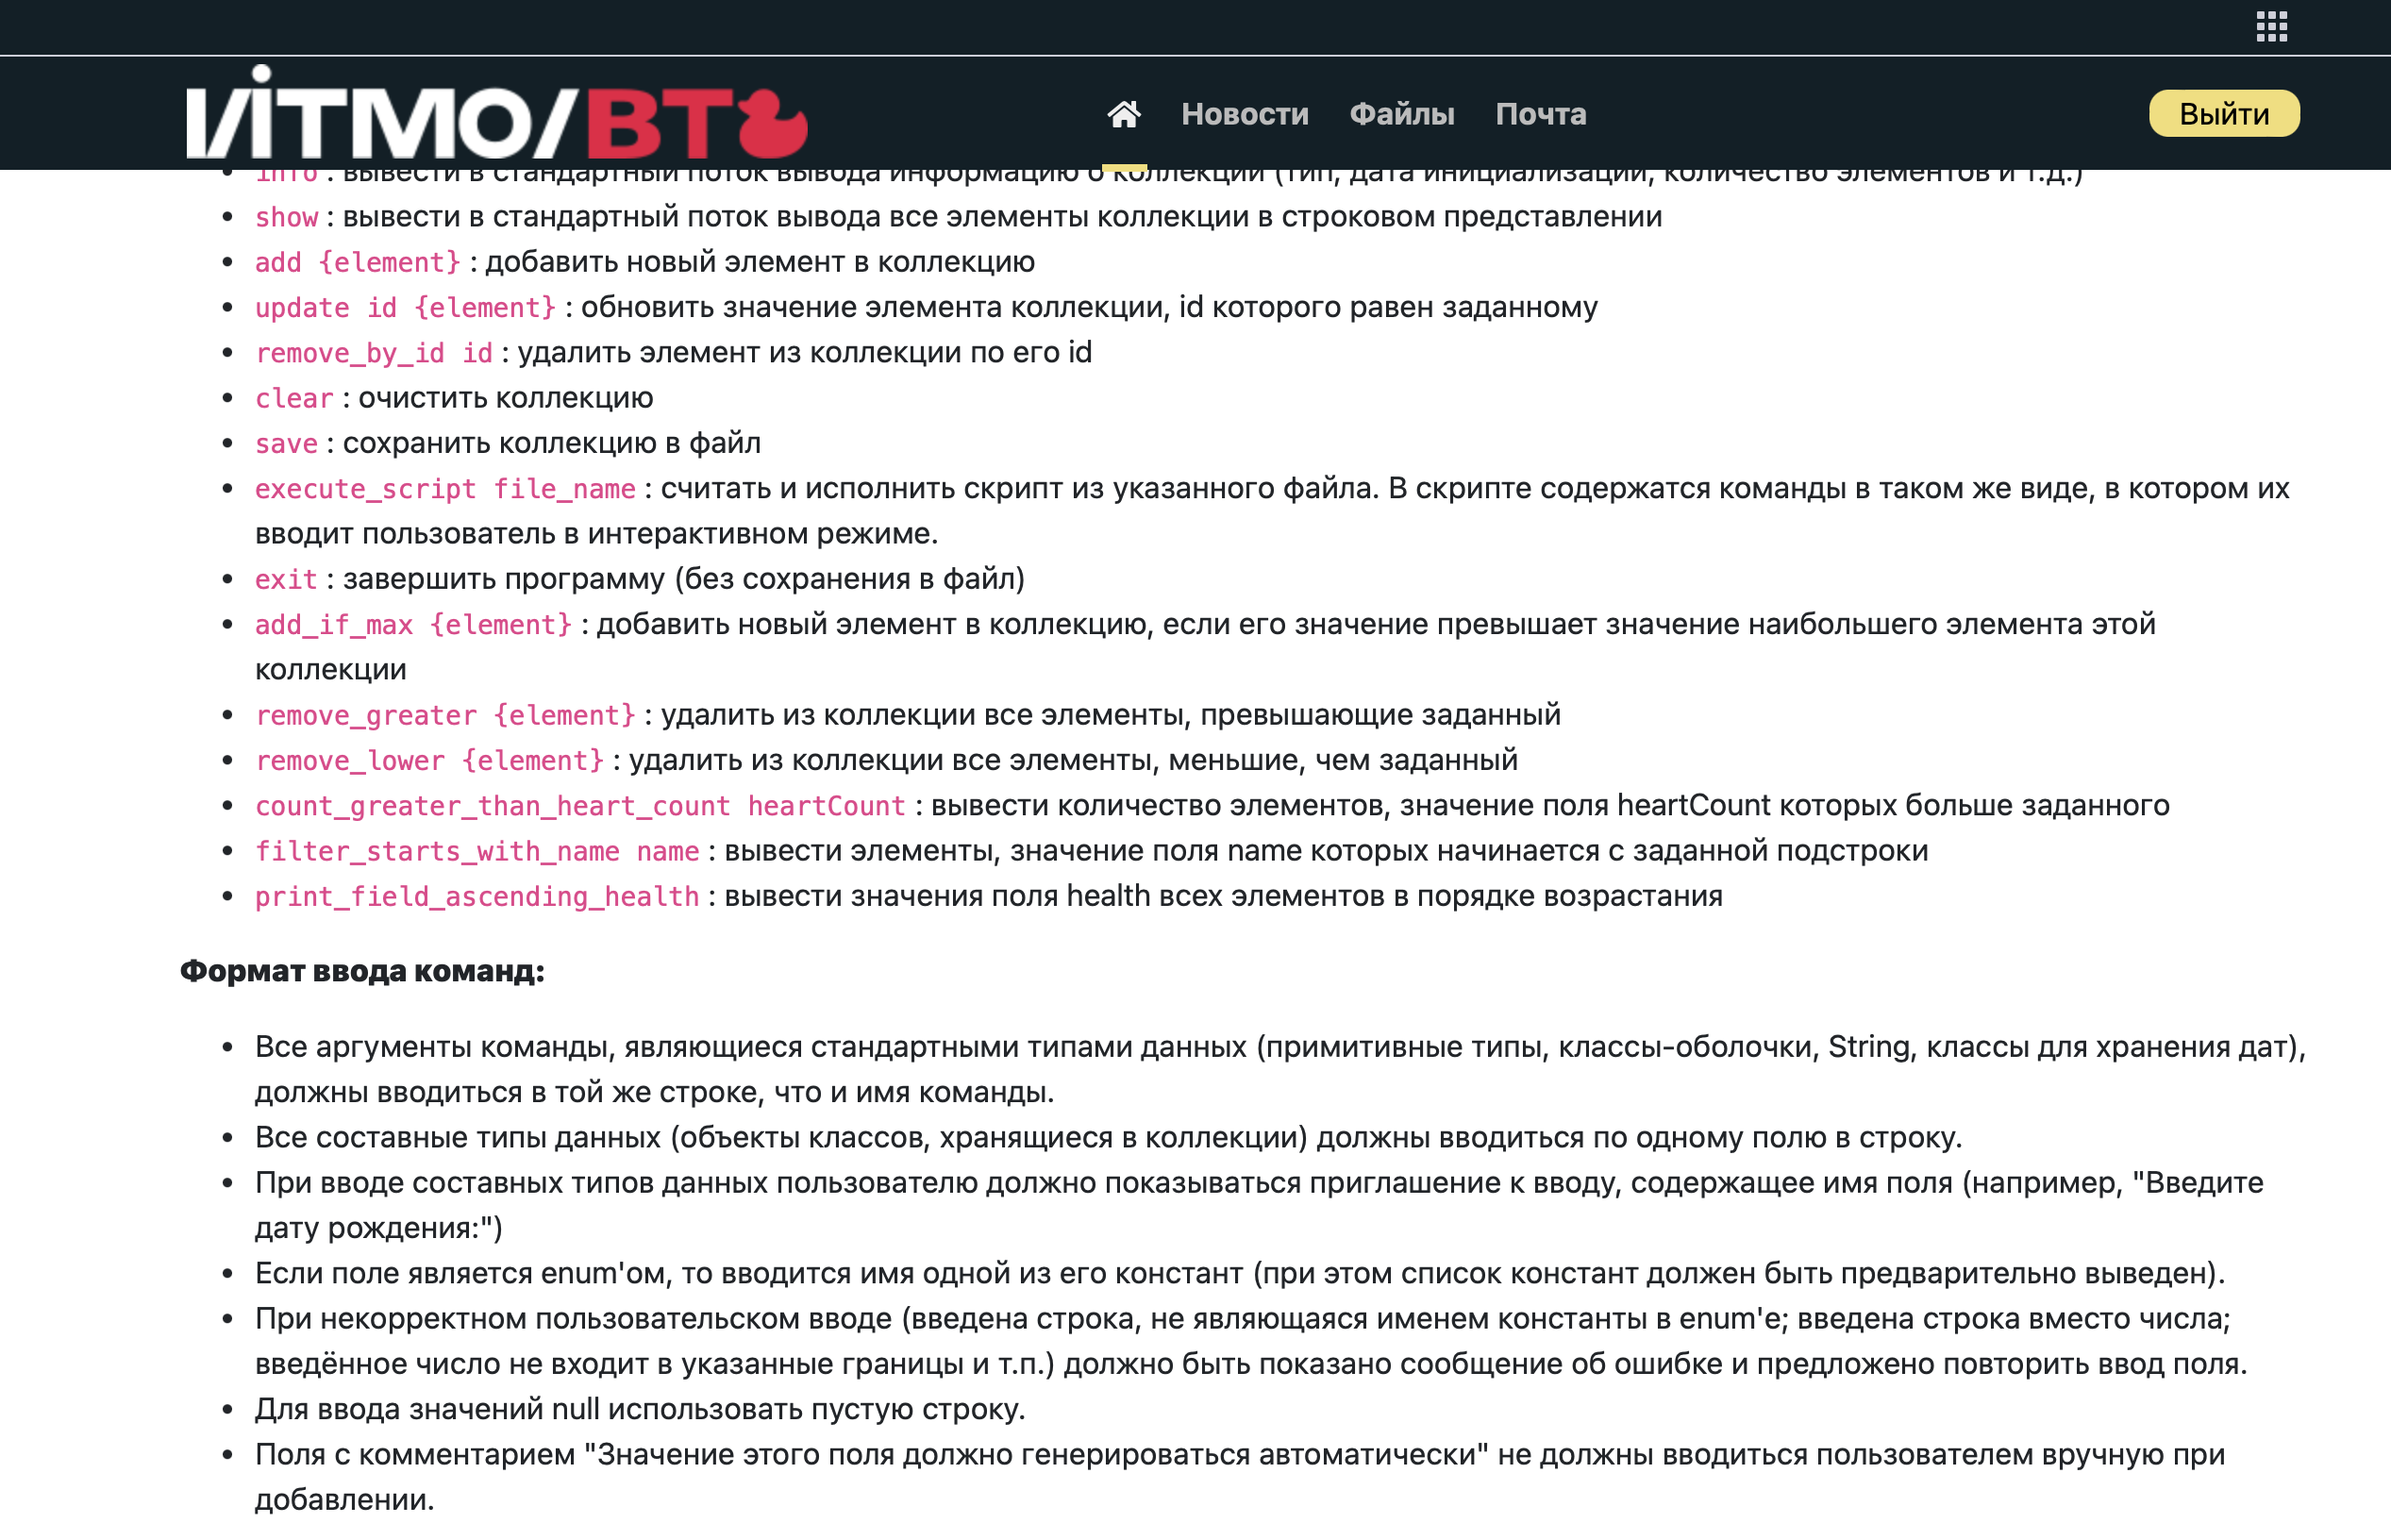 ИТМО/ВТ
Новости Файлы Почта Выйти
info : вывести в стандартный поток вывода информацию о коллекции (тип, дата инициализации, количество элементов и т.д.)
show : вывести в стандартный поток вывода все элементы коллекции в строковом представлении
add {element} : добавить новый элемент в коллекцию
update id {element} : обновить значение элемента коллекции, id которого равен заданному
remove_by_id id : удалить элемент из коллекции по его id
clear : очистить коллекцию
save : сохранить коллекцию в файл
execute_script file_name : считать и исполнить скрипт из указанного файла. В скрипте содержатся команды в таком же виде, в котором их
вводит пользователь в интерактивном режиме.
exit : завершить программу (без сохранения в файл)
add_if_max {element} : добавить новый элемент в коллекцию, если его значение превышает значение наибольшего элемента этой
коллекции
remove_greater {element} : удалить из коллекции все элементы, превышающие заданный
remove_lower {element} : удалить из коллекции все элементы, меньшие, чем заданный
count_greater_than_heart_count heartCount : вывести количество элементов, значение поля heartCount которых больше заданного
filter_starts_with_name name : вывести элементы, значение поля name которых начинается с заданной подстроки
print_field_ascending_health : вывести значения поля health всех элементов в порядке возрастания
Формат ввода команд:
Все аргументы команды, являющиеся стандартными типами данных (примитивные типы, классы-оболочки, String, классы для хранения дат),
должны вводиться в той же строке, что и имя команды.
Все составные типы данных (объекты классов, хранящиеся в коллекции) должны вводиться по одному полю в строку.
При вводе составных типов данных пользователю должно показываться приглашение к вводу, содержащее имя поля (например, "Введите
дату рождения:")
Если поле является enum'ом, то вводится имя одной из его констант (при этом список констант должен быть предварительно выведен).
При некорректном пользовательском вводе (введена строка, не являющаяся именем константы в enum'е; введена строка вместо числа;
введённое число не входит в указанные границы и т.п.) должно быть показано сообщение об ошибке и предложено повторить ввод поля.
Для ввода значений null использовать пустую строку.
Поля с комментарием "Значение этого поля должно генерироваться автоматически" не должны вводиться пользователем вручную при
добавлении.